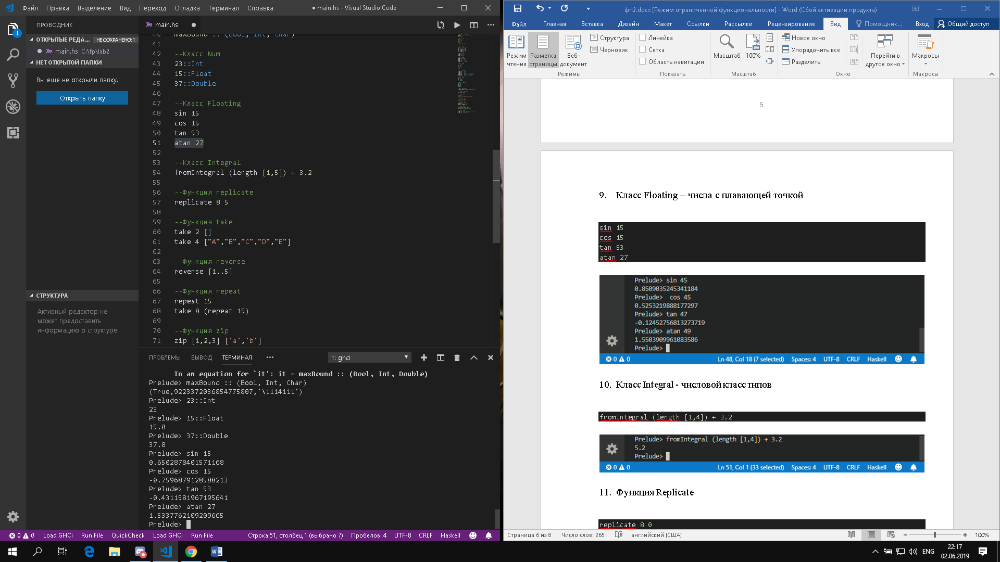 Файл Правка Выделение Вид Переход Отладка Терминал Справка
● main.hs - Visual Studio Code
ПРОВОДНИК
ОТКРЫТЫЕ РЕДА... НЕ СОХРАНЕНО: 1
main.hs C:\fp\lab2
НЕТ ОТКРЫТОЙ ПАПКИ
Вы еще не открыли папку.
Открыть папку
СТРУКТУРА
Активный редактор не
может предоставить
информацию о структуре.
1
main.hs
40 maxBound :: (Bool, Int, Char)
41
42 --Класс Num
43 23::Int
44 15::Float
45 37::Double
46
47 --Класс Floating
48 sin 15
49 cos 15
50 tan 53
51 atan 27
52
53 --Класс Integral
54 fromIntegral (length [1,5]) + 3.2
55
56 --Функция replicate
57 replicate 8 5
58
59 --Функция take
60 take 2 []
61 take 4 ["A","B","C","D","E"]
62
63 --Функция reverse
64 reverse [1..5]
65
66 --Функция repeat
67 repeat 15
68 take 8 (repeat 15)
69
70 --Функция zip
71 zip [1,2,3] ['a','b']
ПРОБЛЕМЫ ВЫВОД ТЕРМИНАЛ ••• 1: ghci
In an equation for `it': it = maxBound :: (Bool, Int, Double)
Prelude> maxBound :: (Bool, Int, Char)
(True,9223372036854775807,'\1114111')
Prelude> 23::Int
23
Prelude> 15::Float
15.0
Prelude> 37::Double
37.0
Prelude> sin 15
0.6502878401571168
Prelude> cos 15
-0.7596879128588213
Prelude> tan 53
-0.4311581967195641
Prelude> atan 27
1.5337762109209665
Prelude>
0 0 Load GHCi Run File QuickCheck Load GHCi Run File Строка 51, столбец 1 (выбрано 7) Пробелов: 4 UTF-8 CRLF Haskell
фп2.docx [Режим ограниченной функциональности] - Word (Сбой активации продукта)
Файл Главная Вставка Дизайн Макет Ссылки Рассылки Рецензирование Вид Помощник... Вход Общий доступ
Режим чтения
Разметка страницы
Веб-документ
Структура
Черновик
Режимы
Линейка
Сетка
Область навигации
Показать
Масштаб
100%
100
Масштаб
Новое окно
Упорядочить все
Разделить
Перейти в другое окно
Окно
Макросы
Макросы
5
9. Класс Floating – числа с плавающей точкой
sin 15
cos 15
tan 53
atan 27
Prelude> sin 45
0.8509035245341184
Prelude> cos 45
0.5253219888177297
Prelude> tan 47
-0.12452756813273719
Prelude> atan 49
1.5503909961083586
Prelude>
0 0 Ln 48, Col 18 (7 selected) Spaces: 4 UTF-8 CRLF Haskell
10. Класс Integral - числовой класс типов
fromIntegral (length [1,4]) + 3.2
Prelude> fromIntegral (length [1,4]) + 3.2
5.2
Prelude>
0 0 Ln 51, Col 1 (33 selected) Spaces: 4 UTF-8 CRLF Haskell
11. Функция Replicate
replicate 8 0
Страница 6 из 8 Число слов: 265 английский (США) 100%
ENG 22:17
02.06.2019